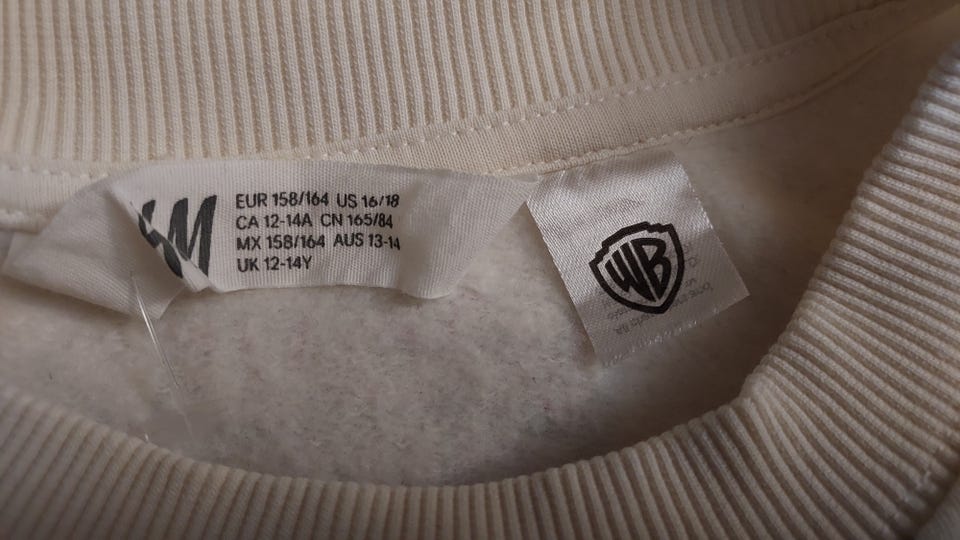 M
EUR 158/164 US 16/18
CA 12-14A CN 165/84
MX 158/164 AUS 13-14
UK 12-14Y
WB